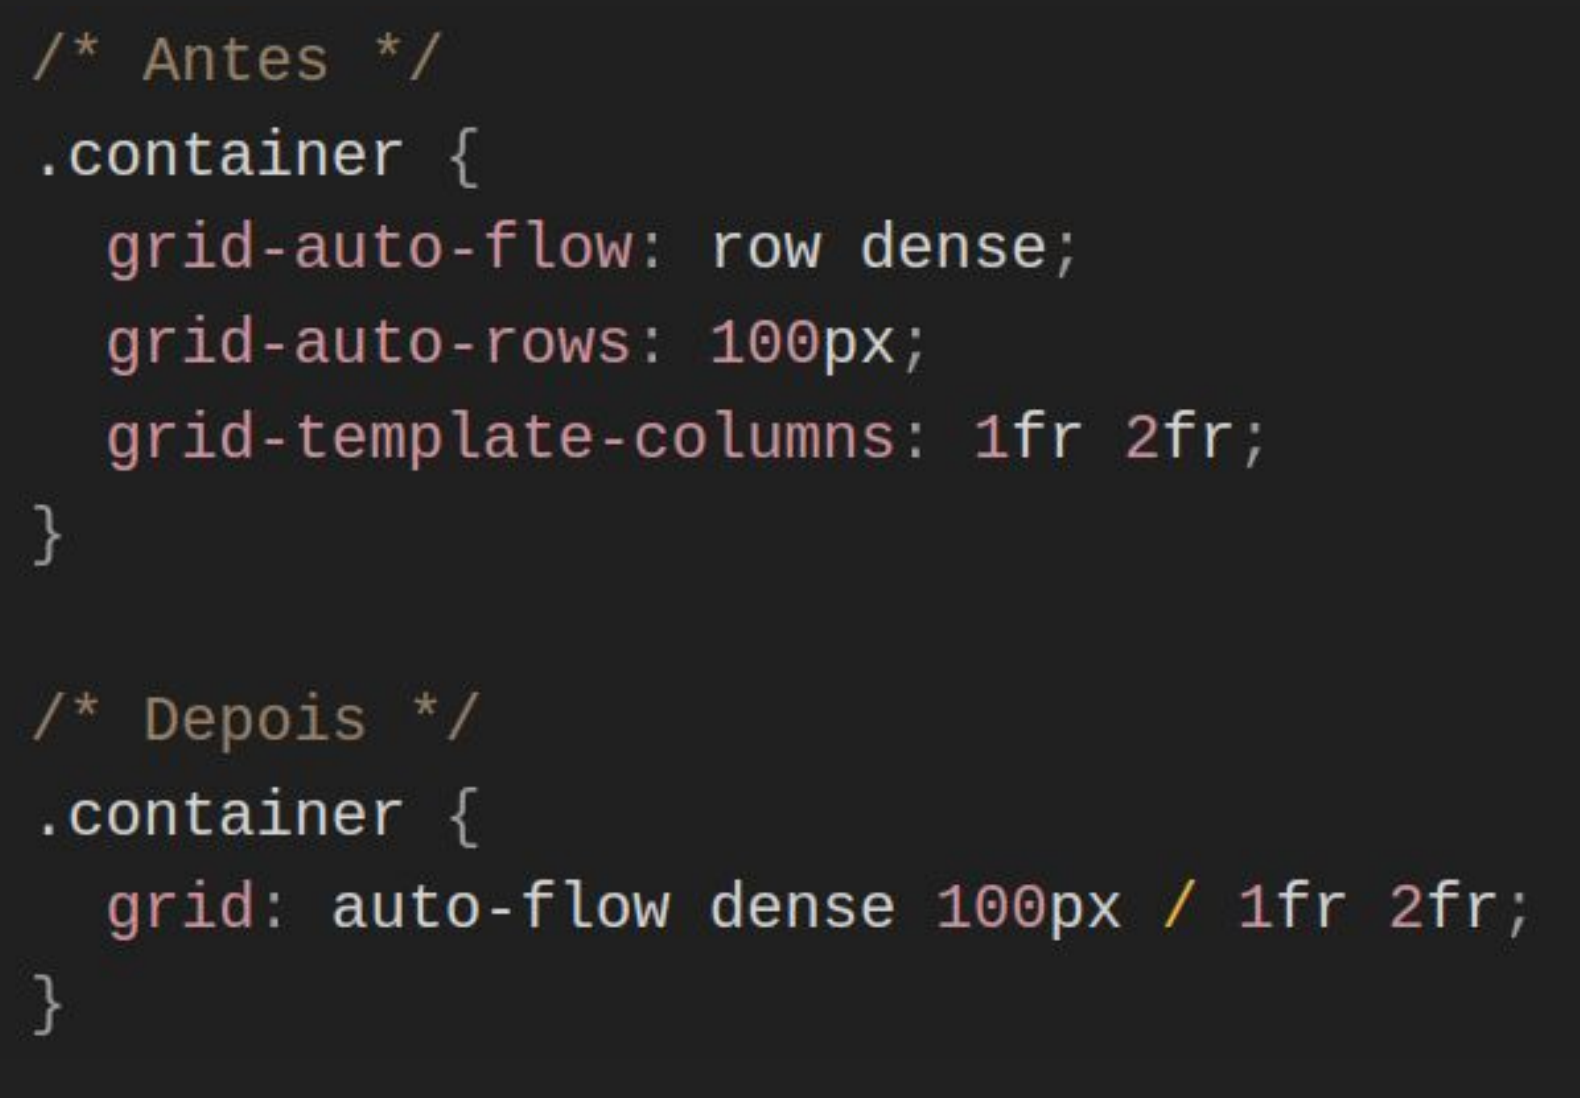 /* Antes */
.container {
  grid-auto-flow: row dense;
  grid-auto-rows: 100px;
  grid-template-columns: 1fr 2fr;
}

/* Depois */
.container {
  grid: auto-flow dense 100px / 1fr 2fr;
}